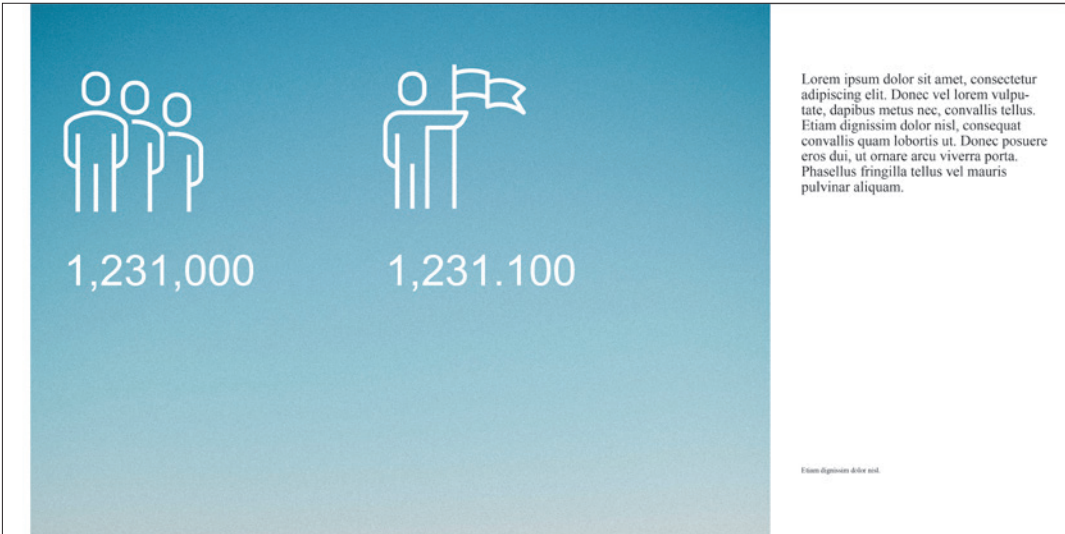 1,231,000
1,231.100
Lorem ipsum dolor sit amet, consectetur
adipiscing elit. Donec vel lorem vulpu-
tate, dapibus metus nec, convallis tellus.
Etiam dignissim dolor nisl, consequat
convallis quam lobortis ut. Donec posuere
eros dui, ut ornare arcu viverra porta.
Phasellus fringilla tellus vel mauris
pulvinar aliquam.
Etiam dignissim dolor nisl.